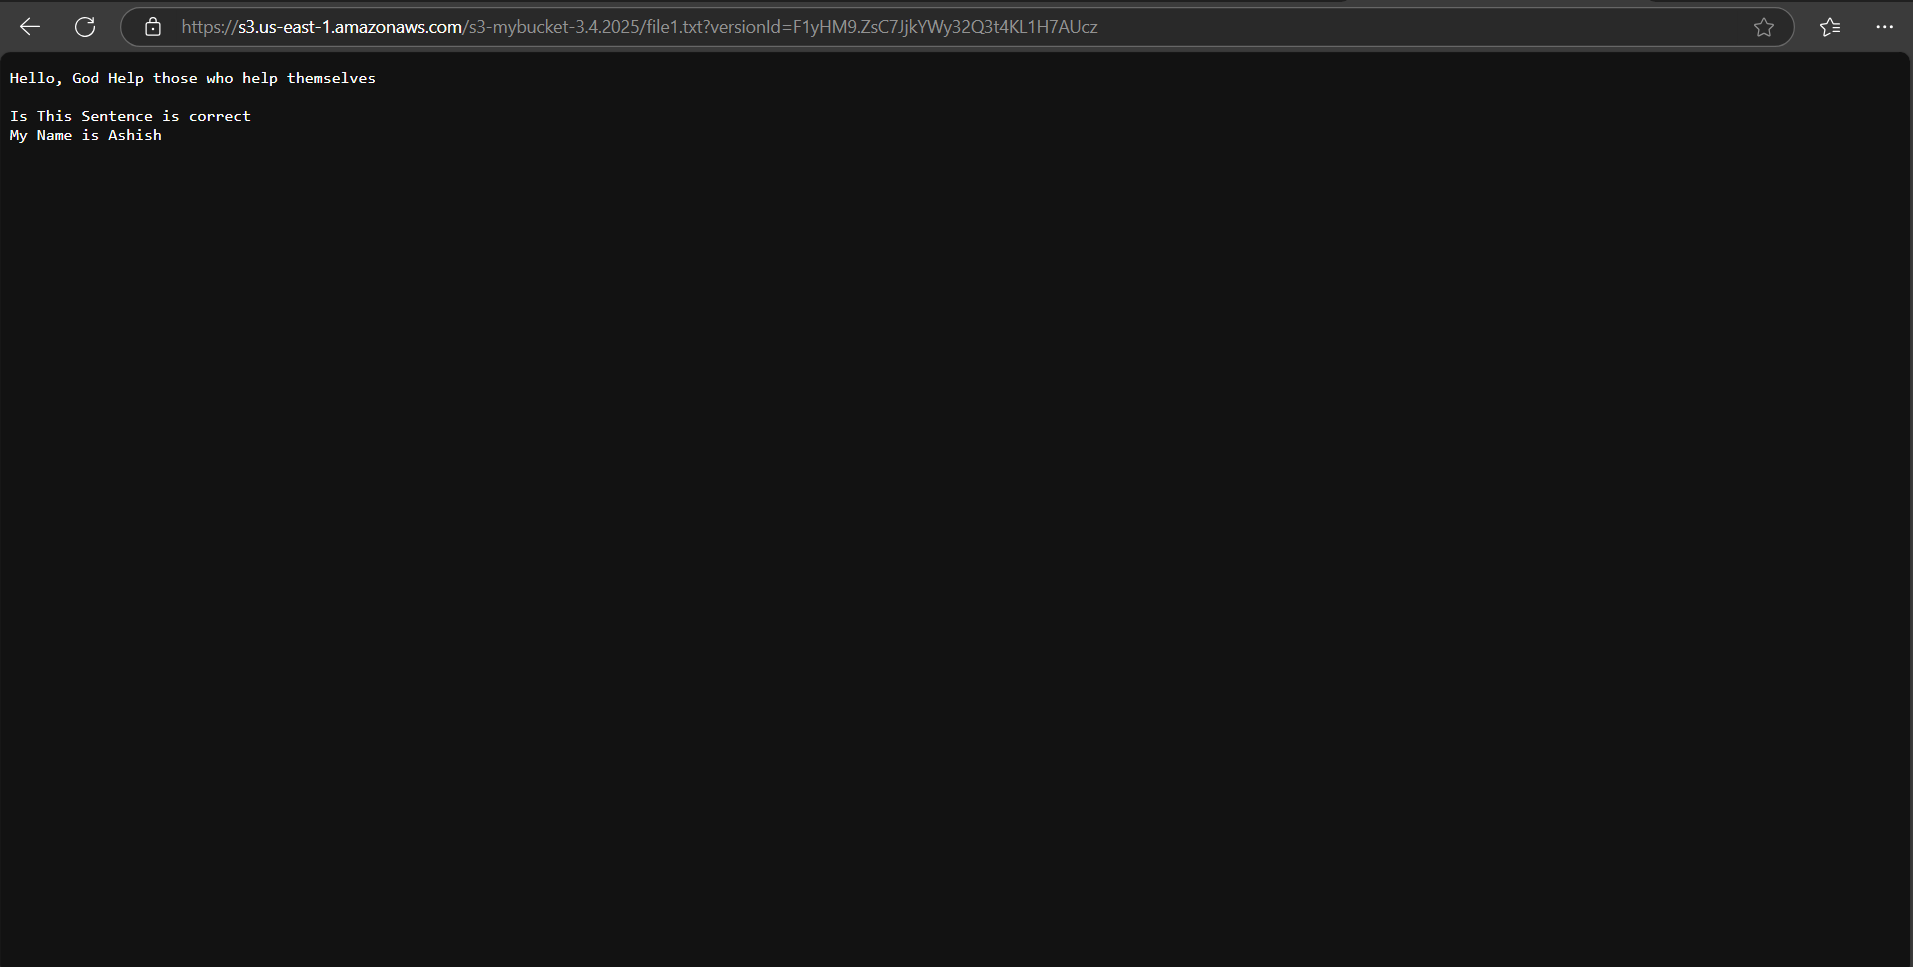 https://s3.us-east-1.amazonaws.com/s3-mybucket-3.4.2025/file1.txt?versionId=F1yHM9.ZsC7JjkYWy32Q3t4KL1H7AUcz
Hello, God Help those who help themselves
Is This Sentence is correct
My Name is Ashish